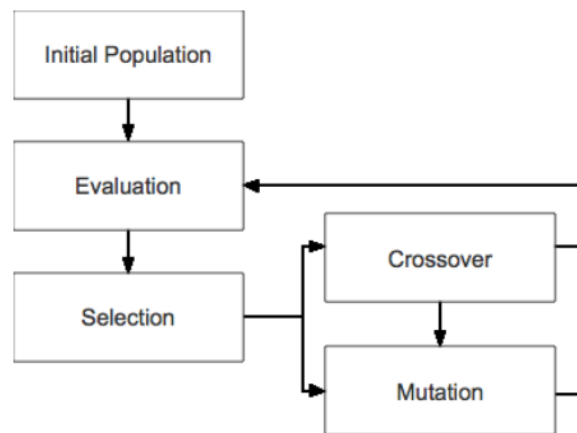 Initial Population
Evaluation
Selection
Crossover
Mutation